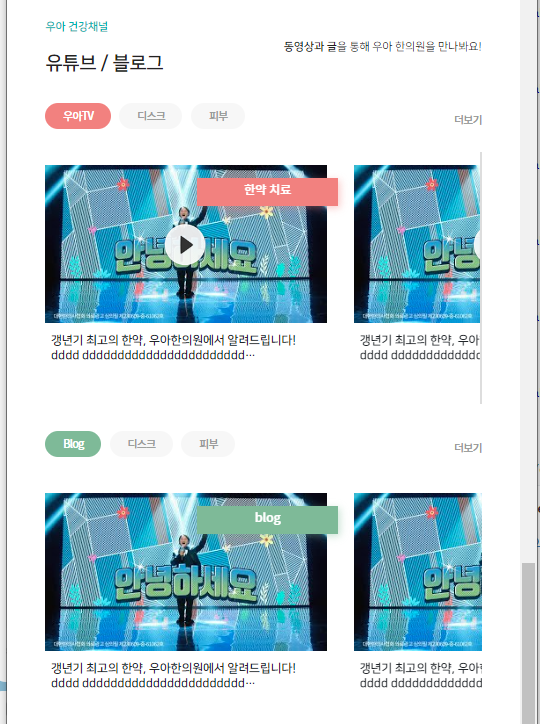 우아 건강채널
유튜브 / 블로그
동영상과 글을 통해 우아 한의원을 만나봐요!
우아TV 디스크 피부 더보기
한약 치료
안녕하세요
안녕
갱년기 최고의 한약, 우아한의원에서 알려드립니다!
dddd ddddddddddddddddddddddd…
갱년기 최고의 한약, 우아
dddd ddddddddddddd
Blog 디스크 피부 더보기
blog
안녕하세요
안녕
갱년기 최고의 한약, 우아한의원에서 알려드립니다!
dddd ddddddddddddddddddddddd…
갱년기 최고의 한약, 우아한
dddd ddddddddddddd